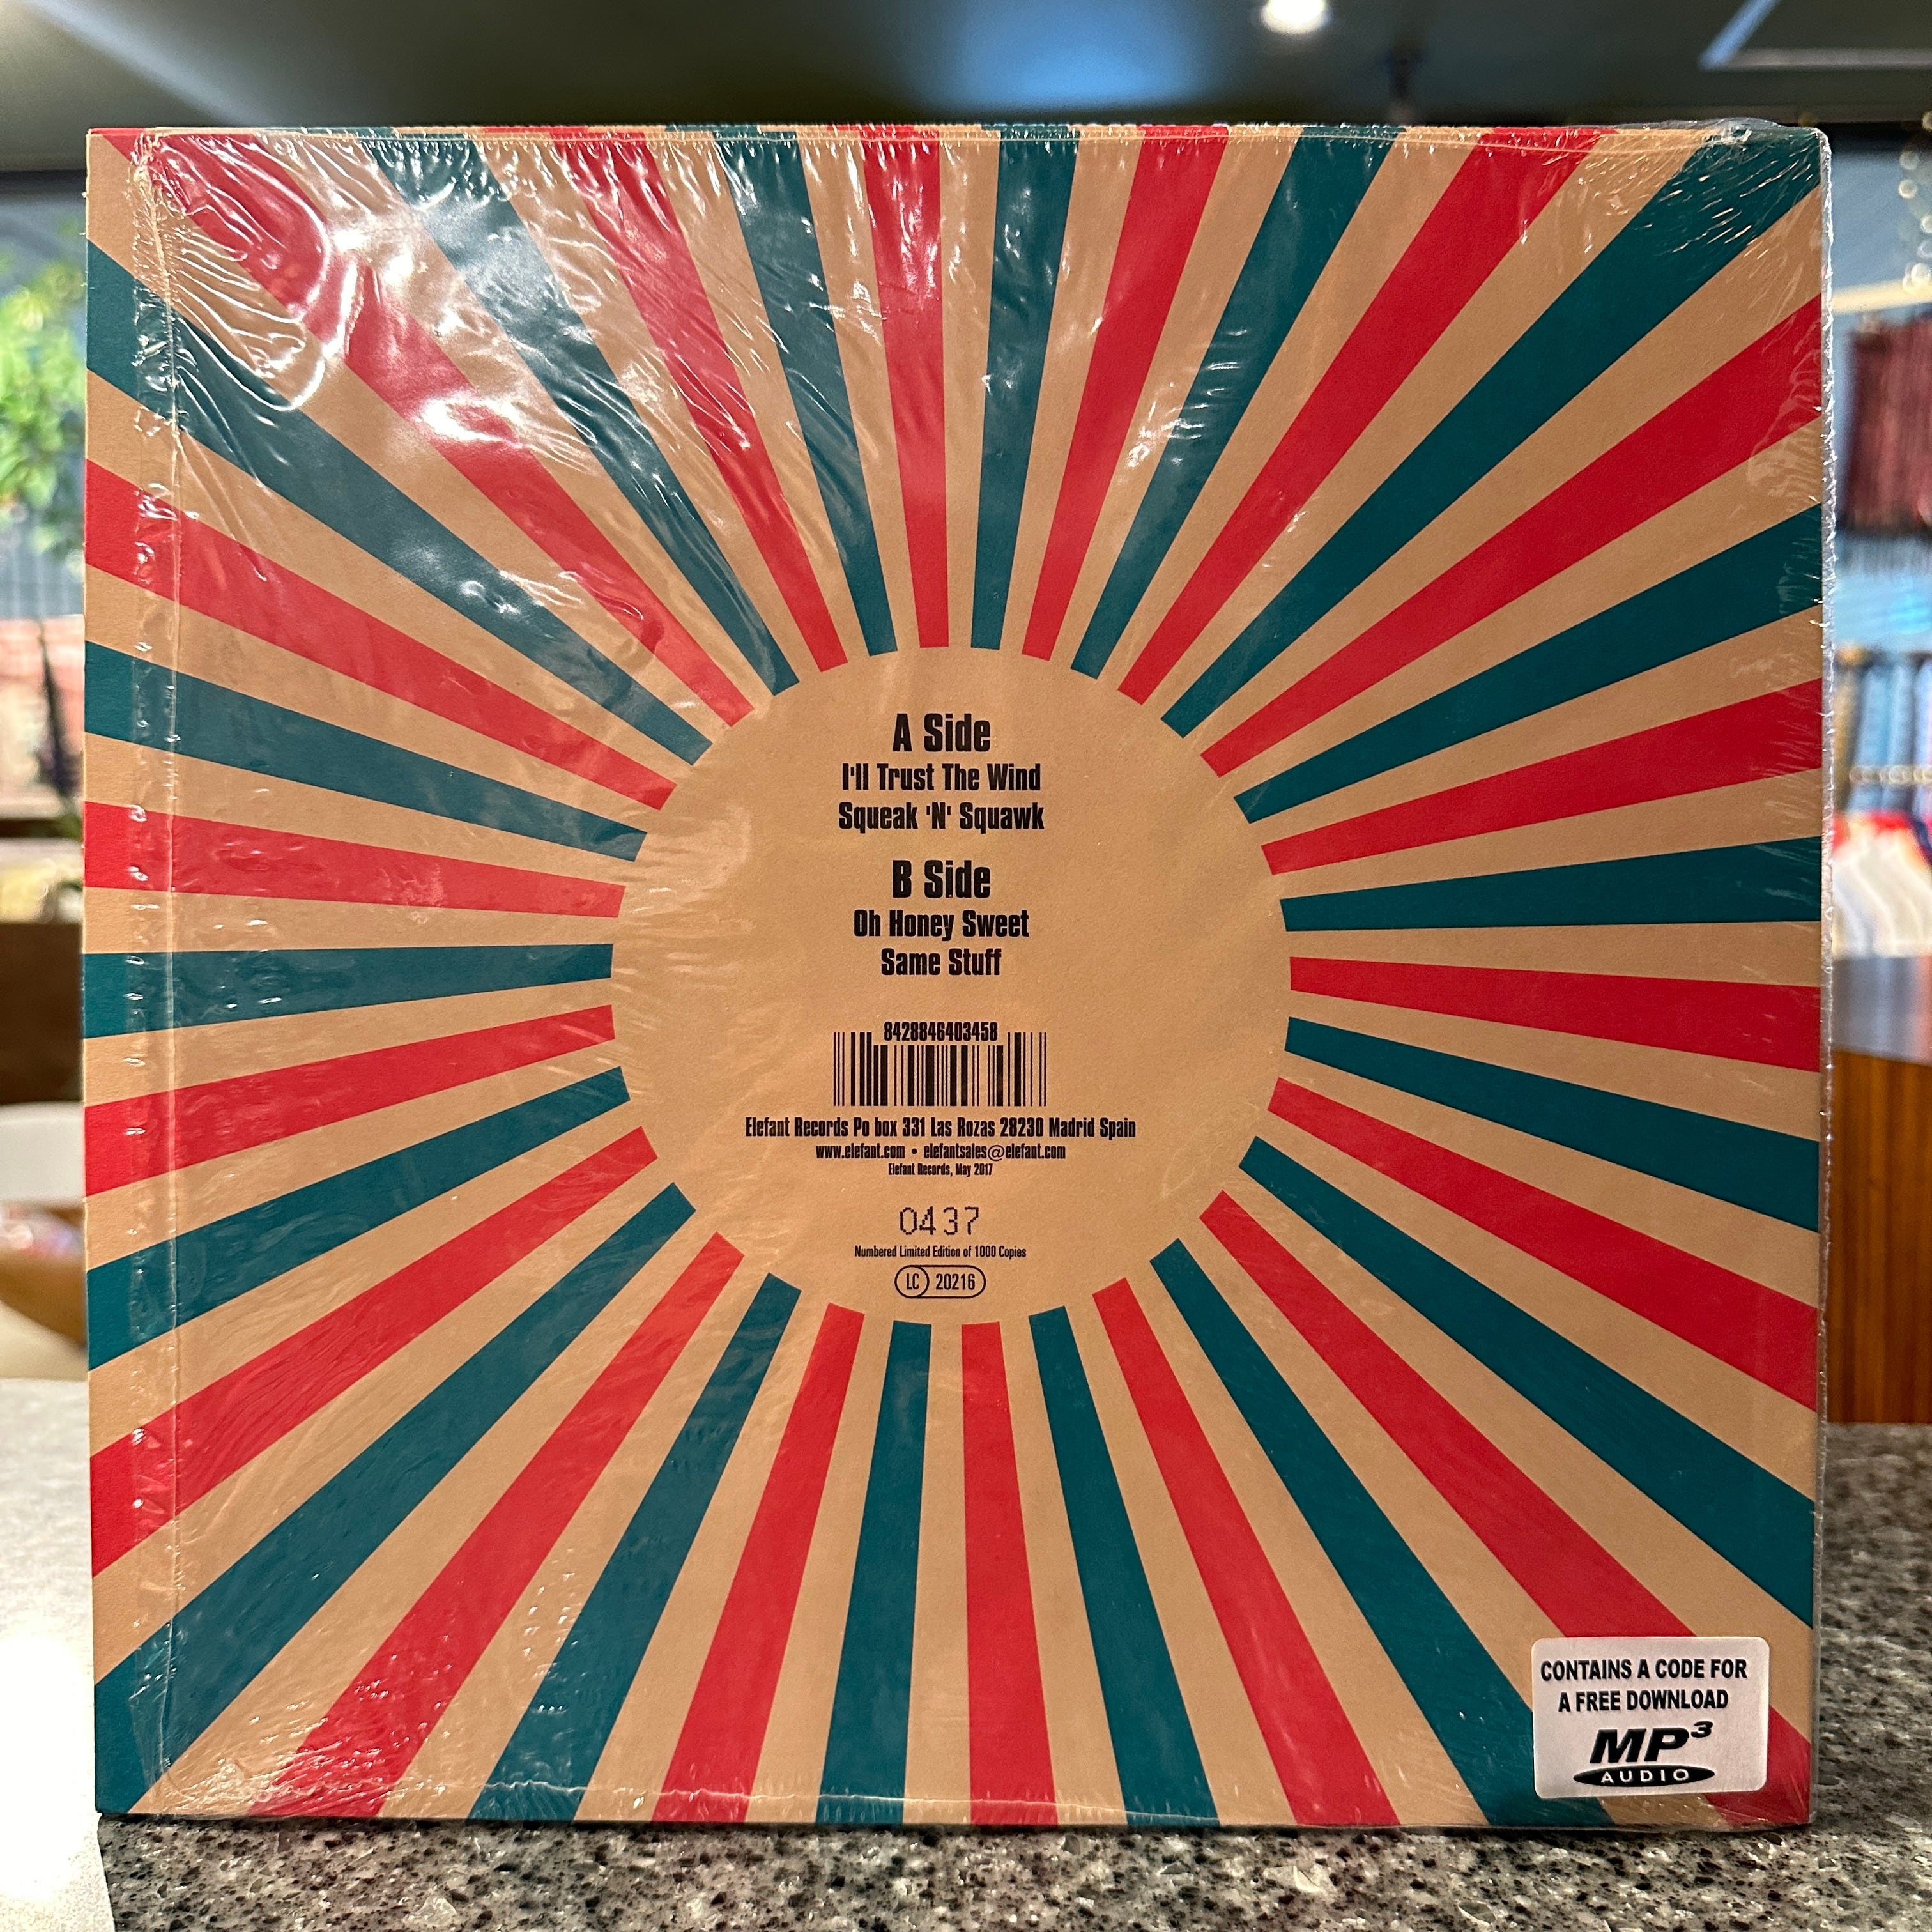 A Side
I'll Trust The Wind
Squeak 'N' Squawk
B Side
Oh Honey Sweet
Same Stuff
8428846403458
Elefant Records Po box 331 Las Rozas 28230 Madrid Spain
www.elefant.com • elefantsales@elefant.com
Elefant Records, May 2017
0437
Numbered Limited Edition of 1000 Copies
LC 20216
CONTAINS A CODE FOR
A FREE DOWNLOAD
MP3
AUDIO